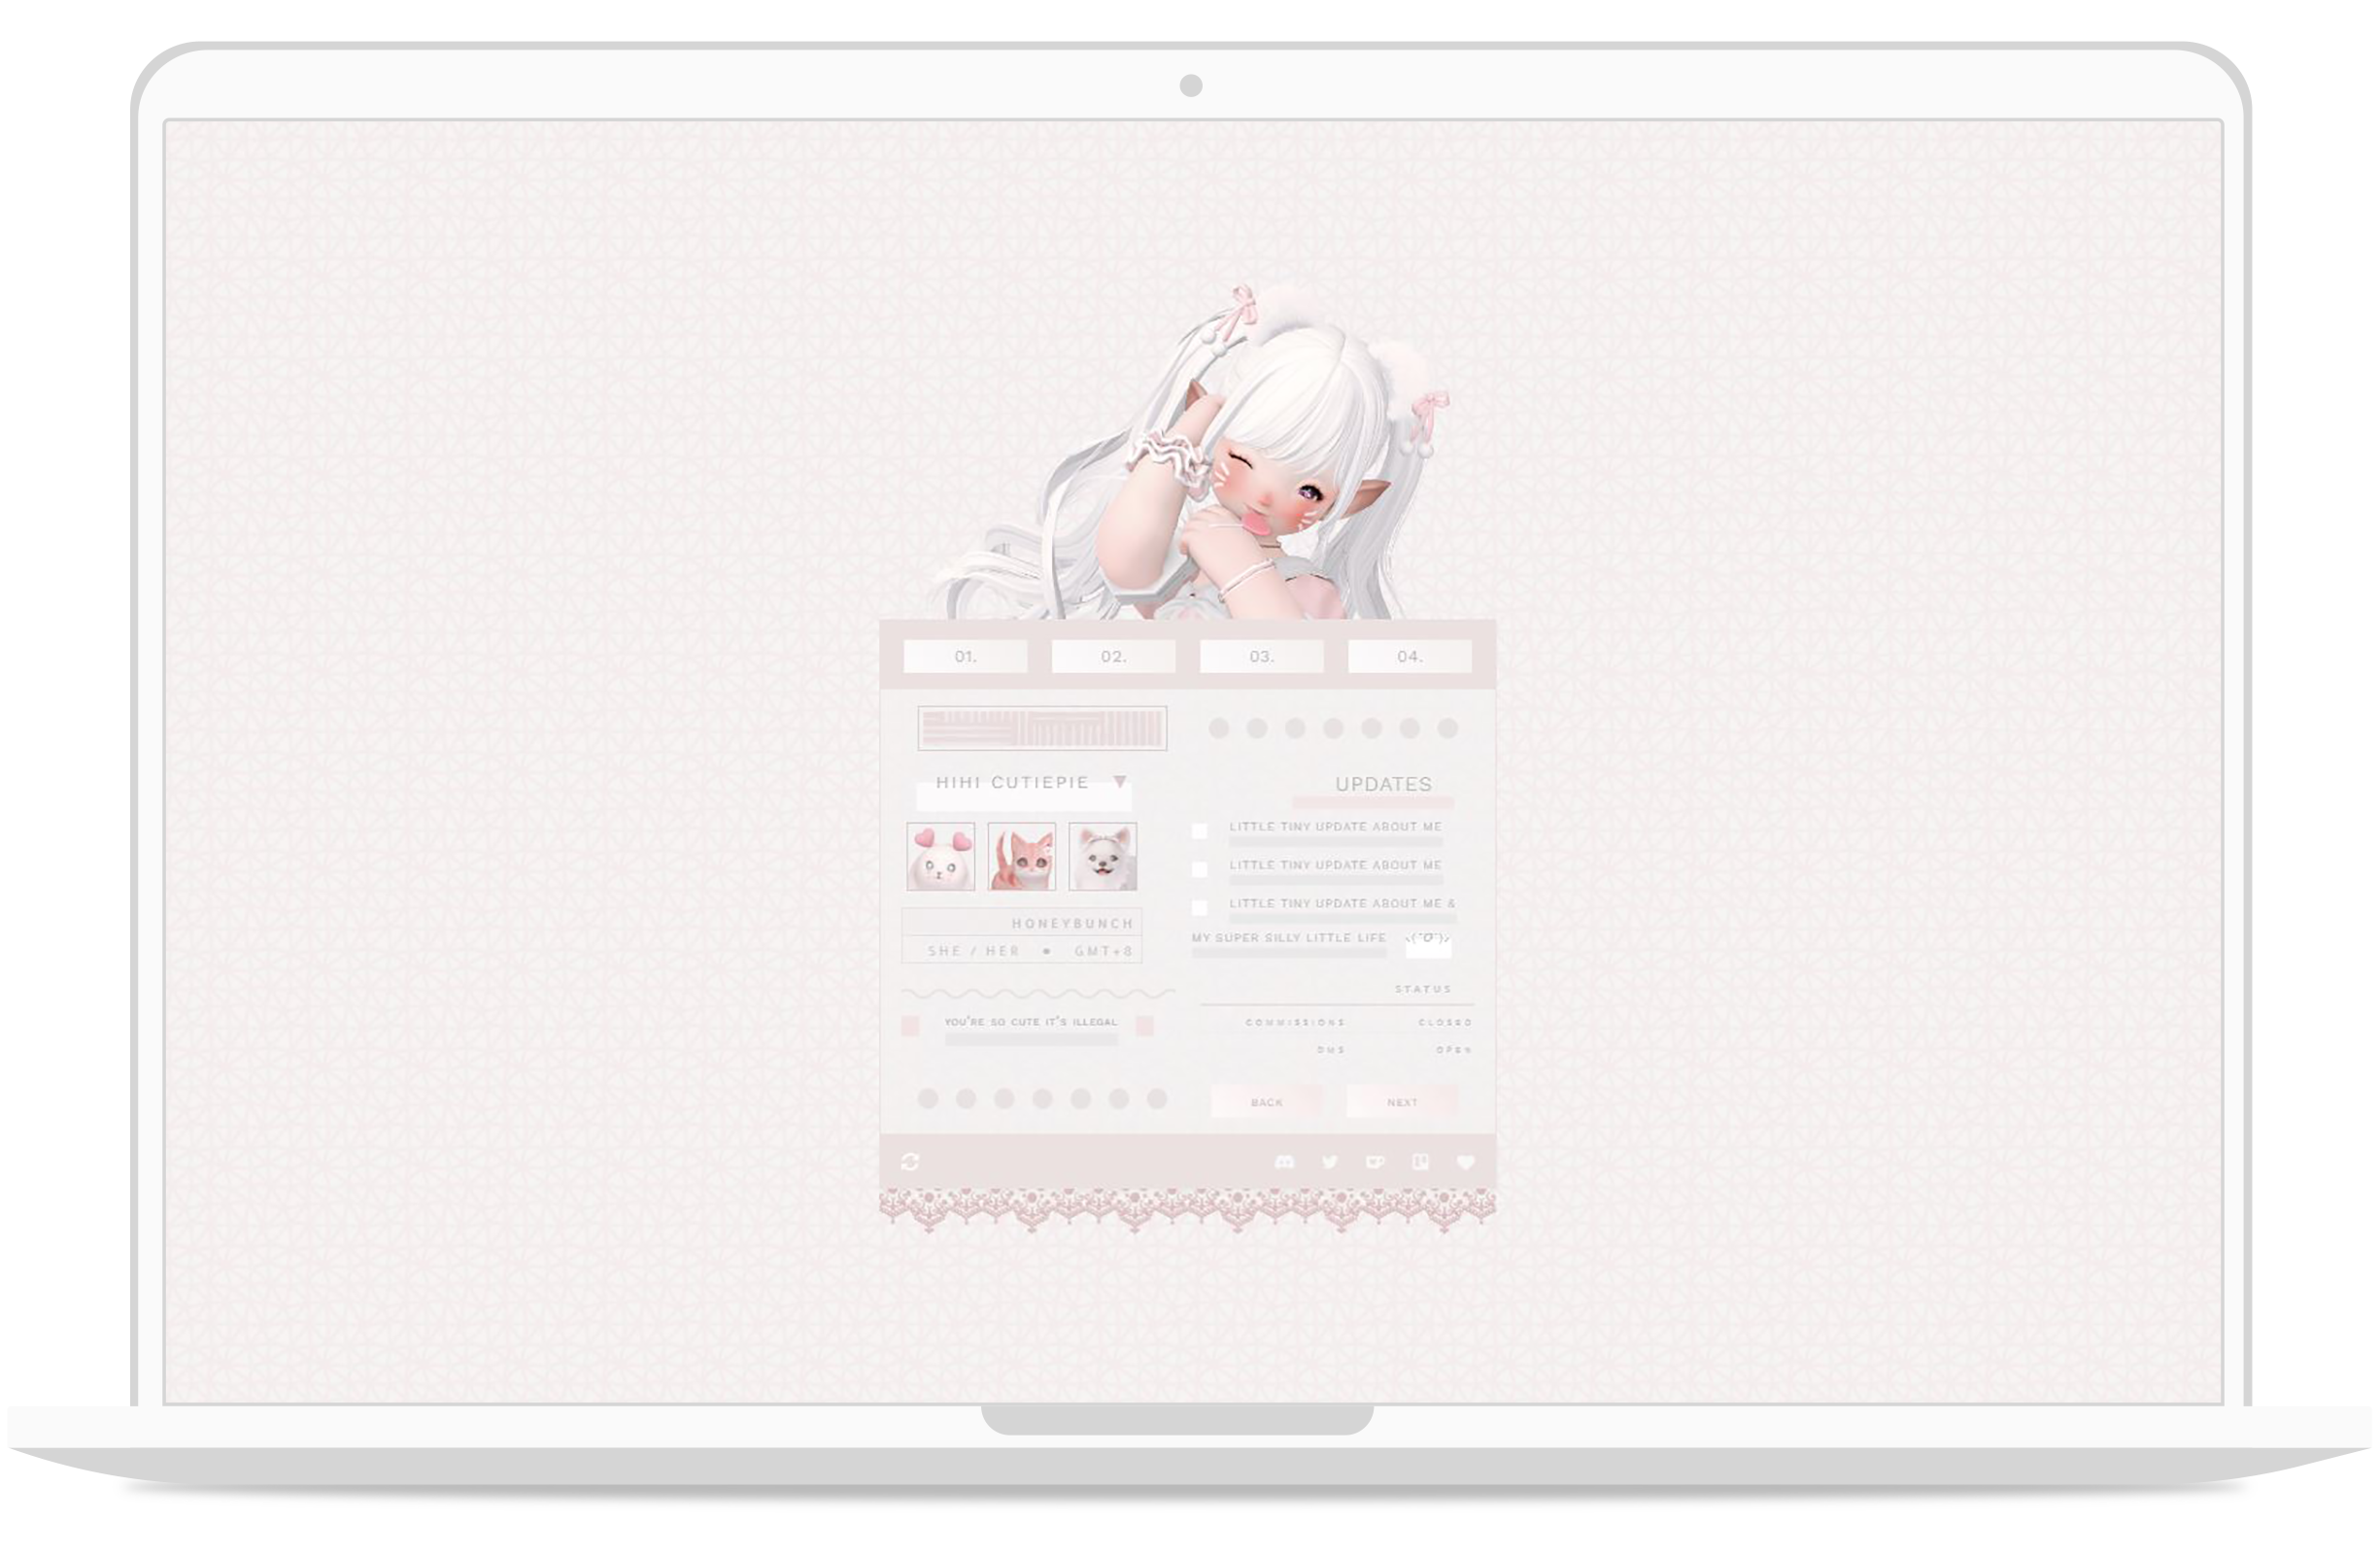 01.
02.
03.
04.
HIHI CUTIEPIE ▼
HONEYBUNCH
SHE / HER • GMT+8
YOU'RE SO CUTE IT'S ILLEGAL
UPDATES
LITTLE TINY UPDATE ABOUT ME
LITTLE TINY UPDATE ABOUT ME
LITTLE TINY UPDATE ABOUT ME &
MY SUPER SILLY LITTLE LIFE
STATUS
COMMISSIONS CLOSED
DMS OPEN
BACK
NEXT